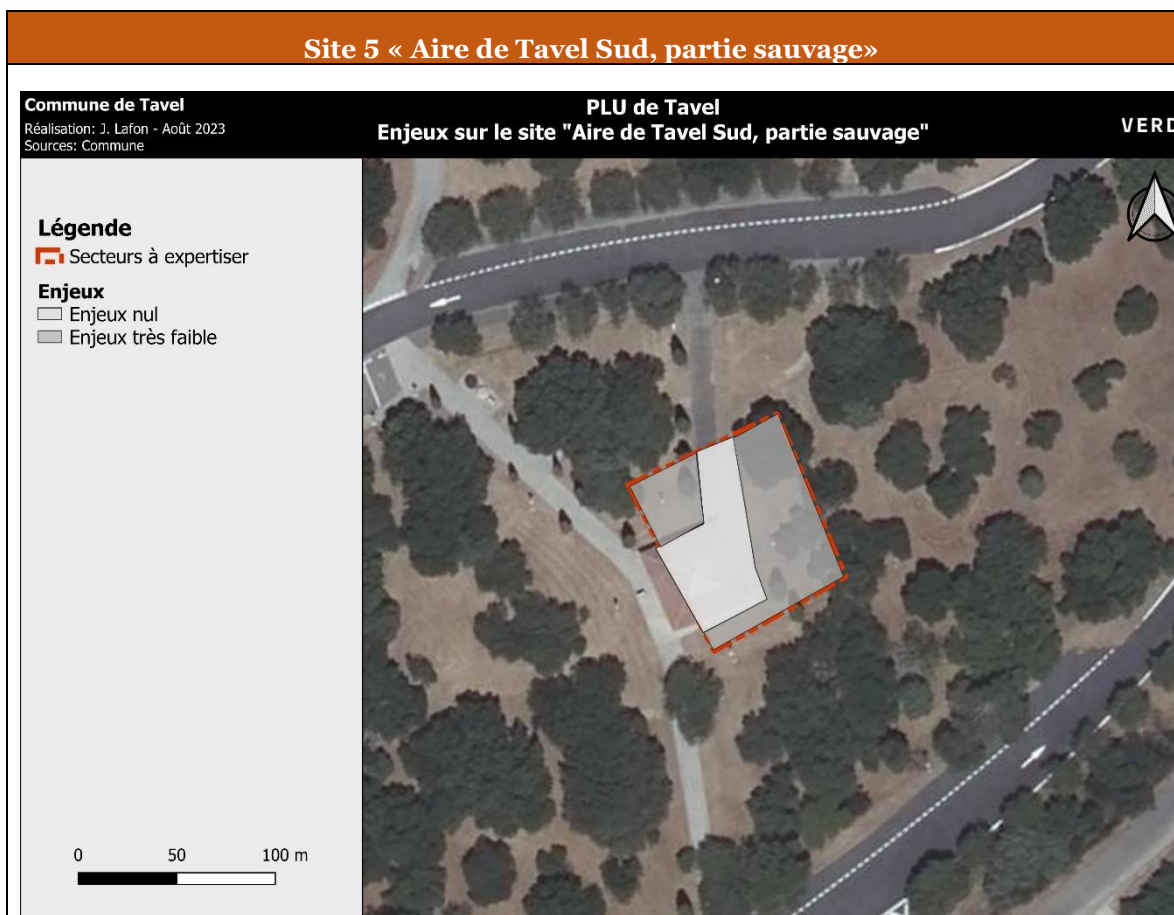 Site 5 « Aire de Tavel Sud, partie sauvage»
Commune de Tavel
Réalisation: J. Lafon - Août 2023
Sources: Commune
PLU de Tavel
Enjeux sur le site "Aire de Tavel Sud, partie sauvage"
VERD
Légende
Secteurs à expertiser
Enjeux
Enjeux nul
Enjeux très faible
0 50 100 m